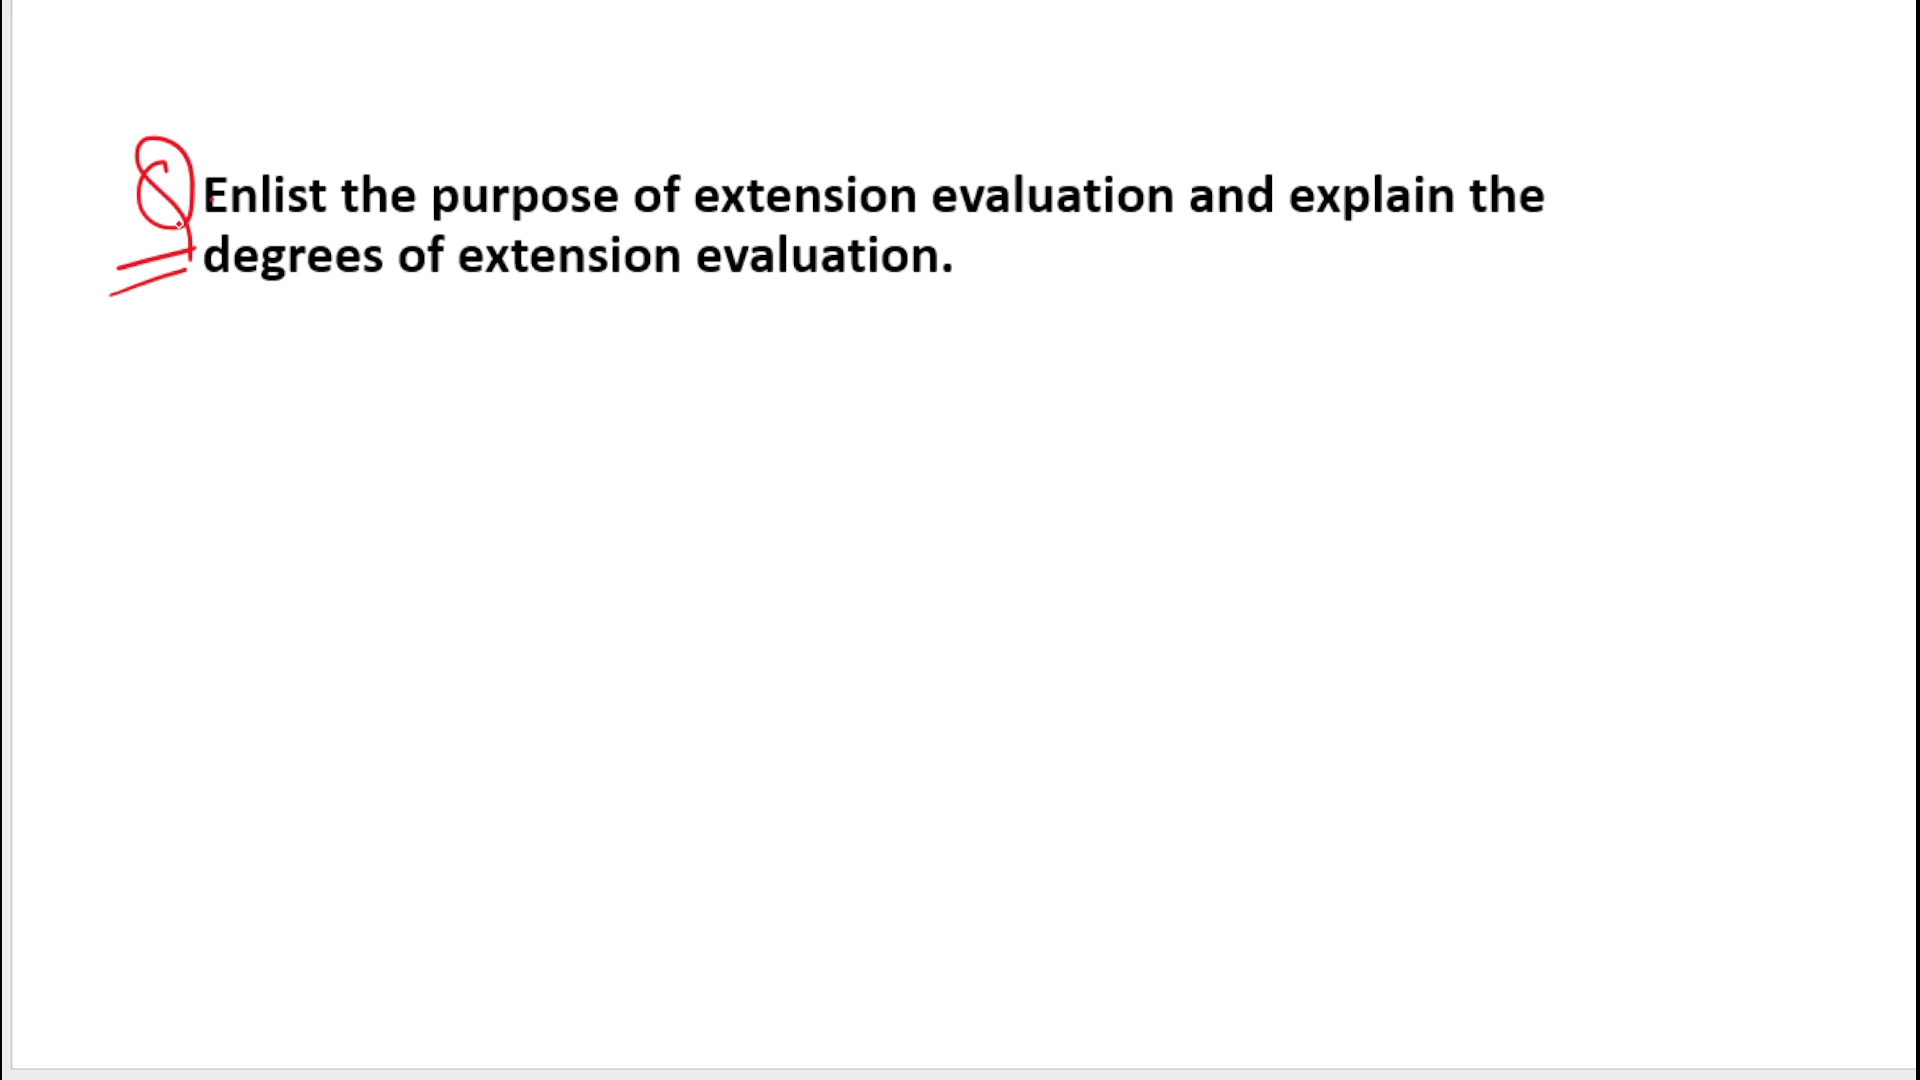 Q Enlist the purpose of extension evaluation and explain the
degrees of extension evaluation.